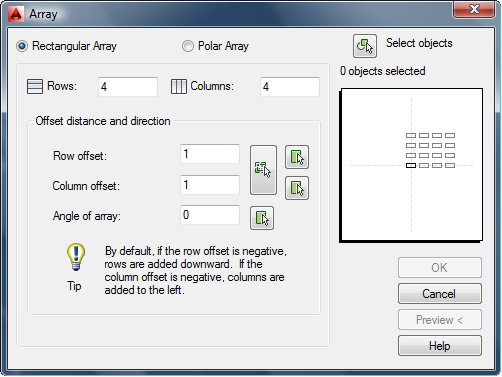 Array
Rectangular Array
Polar Array
Select objects
0 objects selected
Rows:
4
Columns:
4
Offset distance and direction
Row offset:
1
Column offset:
1
Angle of array:
0
Tip
By default, if the row offset is negative,
rows are added downward. If the
column offset is negative, columns are
added to the left.
OK
Cancel
Preview <
Help